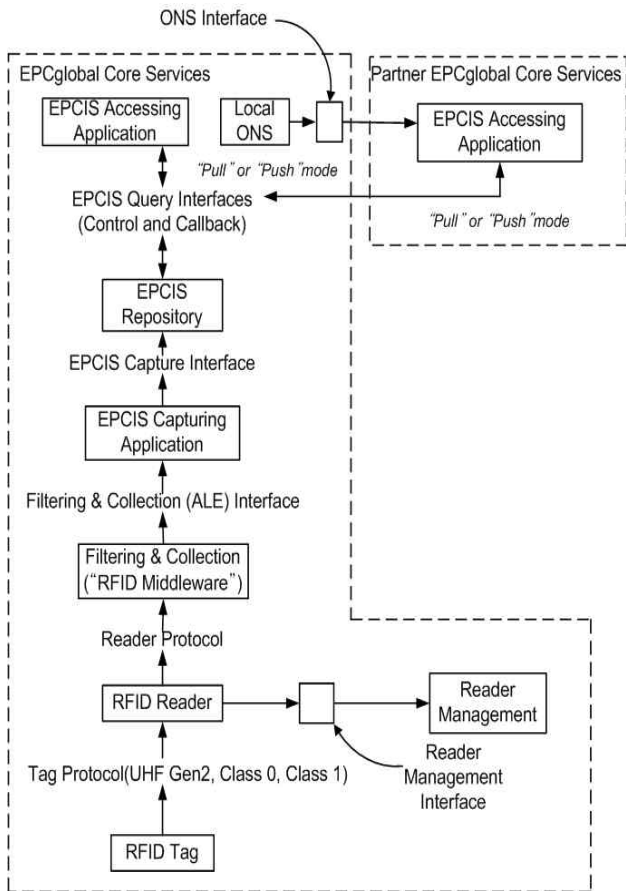 ONS Interface
EPCglobal Core Services
Partner EPCglobal Core Services
EPCIS Accessing
Application
Local
ONS
EPCIS Accessing
Application
“Pull” or “Push”mode
EPCIS Query Interfaces
(Control and Callback)
“Pull” or “Push”mode
EPCIS
Repository
EPCIS Capture Interface
EPCIS Capturing
Application
Filtering & Collection (ALE) Interface
Filtering & Collection
(“RFID Middleware”)
Reader Protocol
RFID Reader
Reader
Management
Reader
Management
Interface
Tag Protocol(UHF Gen2, Class 0, Class 1)
RFID Tag